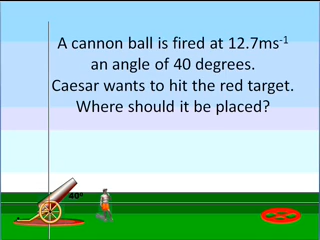 A cannon ball is fired at 12.7ms⁻¹
an angle of 40 degrees.
Caesar wants to hit the red target.
Where should it be placed?
40º